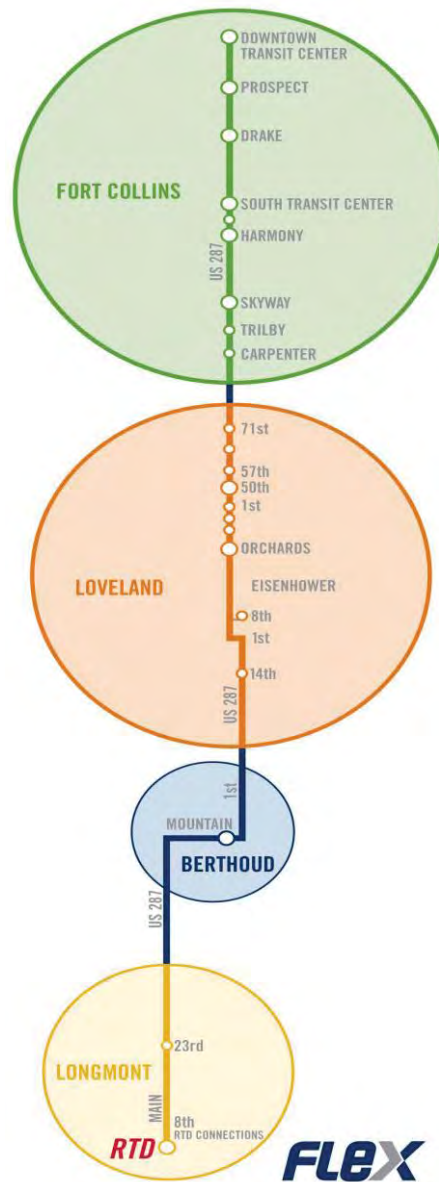 DOWNTOWN
TRANSIT CENTER
PROSPECT
DRAKE
FORT COLLINS
SOUTH TRANSIT CENTER
HARMONY
US 287
SKYWAY
TRILBY
CARPENTER
71st
57th
50th
1st
ORCHARDS
LOVELAND
EISENHOWER
8th
1st
14th
US 287
1st
MOUNTAIN
BERTHOUD
US 287
23rd
LONGMONT
MAIN
8th
RTD CONNECTIONS
RTD
FLEX